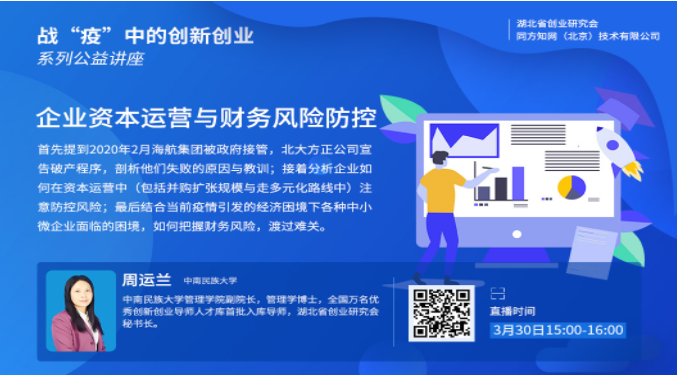 战“疫”中的创新创业
系列公益讲座
湖北省创业研究会
同方知网（北京）技术有限公司
企业资本运营与财务风险防控
首先提到2020年2月海航集团被政府接管，北大方正公司宣
告破产程序，剖析他们失败的原因与教训；接着分析企业如
何在资本运营中（包括并购扩张规模与走多元化路线中）注
意防控风险；最后结合当前疫情引发的经济困境下各种中小
微企业面临的困境，如何把握财务风险，渡过难关。
周运兰 中南民族大学
中南民族大学管理学院副院长，管理学博士，全国万名优
秀创新创业导师人才库首批入库导师，湖北省创业研究会
秘书长。
直播时间
3月30日15:00-16:00